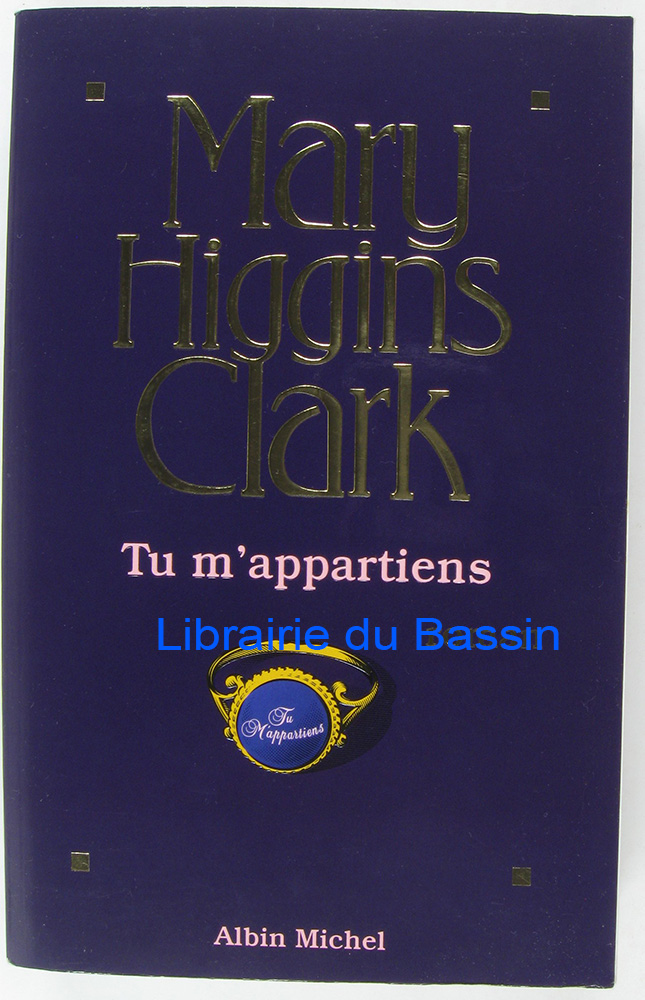 Mary
Higgins
Clark
Tu m'appartiens
Librairie du Bassin
Tu
M'appartiens
Albin Michel